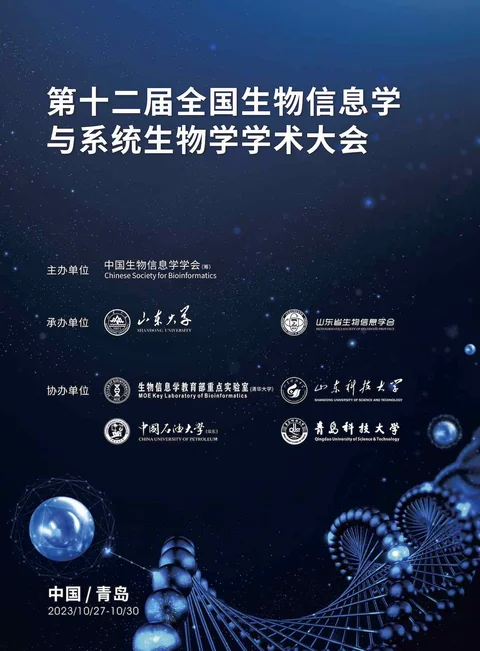 第十二届全国生物信息学
与系统生物学学术大会
主办单位
中国生物信息学学会(筹)
Chinese Society for Bioinformatics
承办单位
山东大学
SHANDONG UNIVERSITY
山东省生物信息学会
协办单位
生物信息学教育部重点实验室(清华大学)
MOE Key Laboratory of Bioinformatics
山东科技大学
SHANDONG UNIVERSITY OF SCIENCE AND TECHNOLOGY
中国石油大学(华东)
CHINA UNIVERSITY OF PETROLEUM
青岛科技大学
Qingdao University of Science & Technology
中国 / 青岛
2023/10/27-10/30